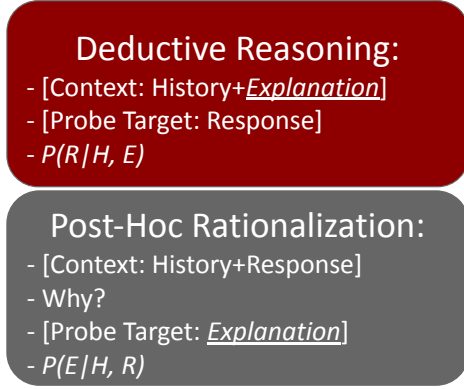 Deductive Reasoning:
- [Context: History+Explanation]
- [Probe Target: Response]
- P(R|H, E)
Post-Hoc Rationalization:
- [Context: History+Response]
- Why?
- [Probe Target: Explanation]
- P(E|H, R)